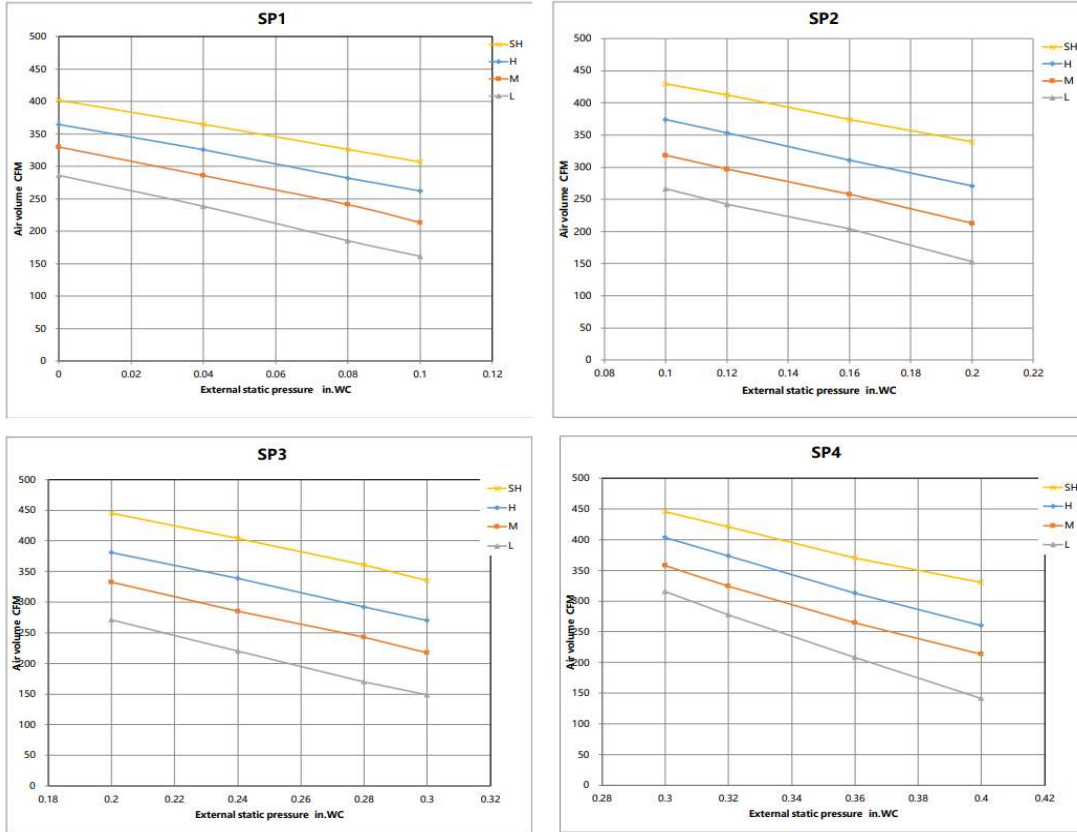 SP1
500
450
400
350
300
250
200
150
100
50
0
Air volume CFM
0
0.02
0.04
0.06
0.08
0.1
0.12
External static pressure in.WC
SH
H
M
L
SP2
500
450
400
350
300
250
200
150
100
50
0
Air volume CFM
0.08
0.1
0.12
0.14
0.16
0.18
0.2
0.22
External static pressure in.WC
SH
H
M
L
SP3
500
450
400
350
300
250
200
150
100
50
0
Air volume CFM
0.18
0.2
0.22
0.24
0.26
0.28
0.3
0.32
External static pressure in.WC
SH
H
M
L
SP4
500
450
400
350
300
250
200
150
100
50
0
Air volume CFM
0.28
0.3
0.32
0.34
0.36
0.38
0.4
0.42
External static pressure in.WC
SH
H
M
L